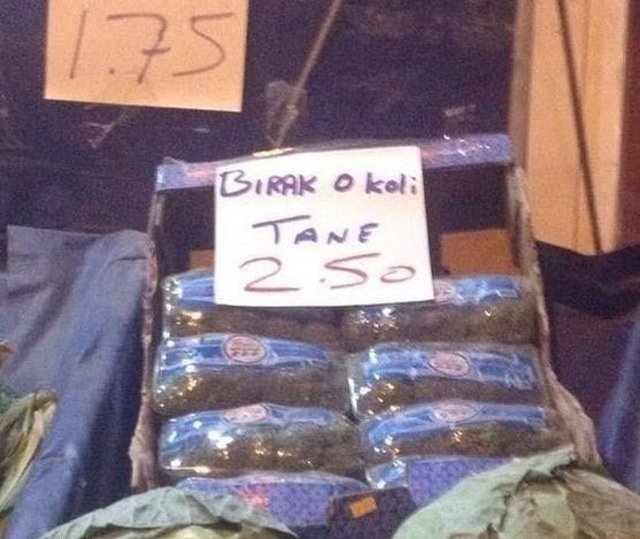 1.75
BIRAK O koli
TANE
2.50